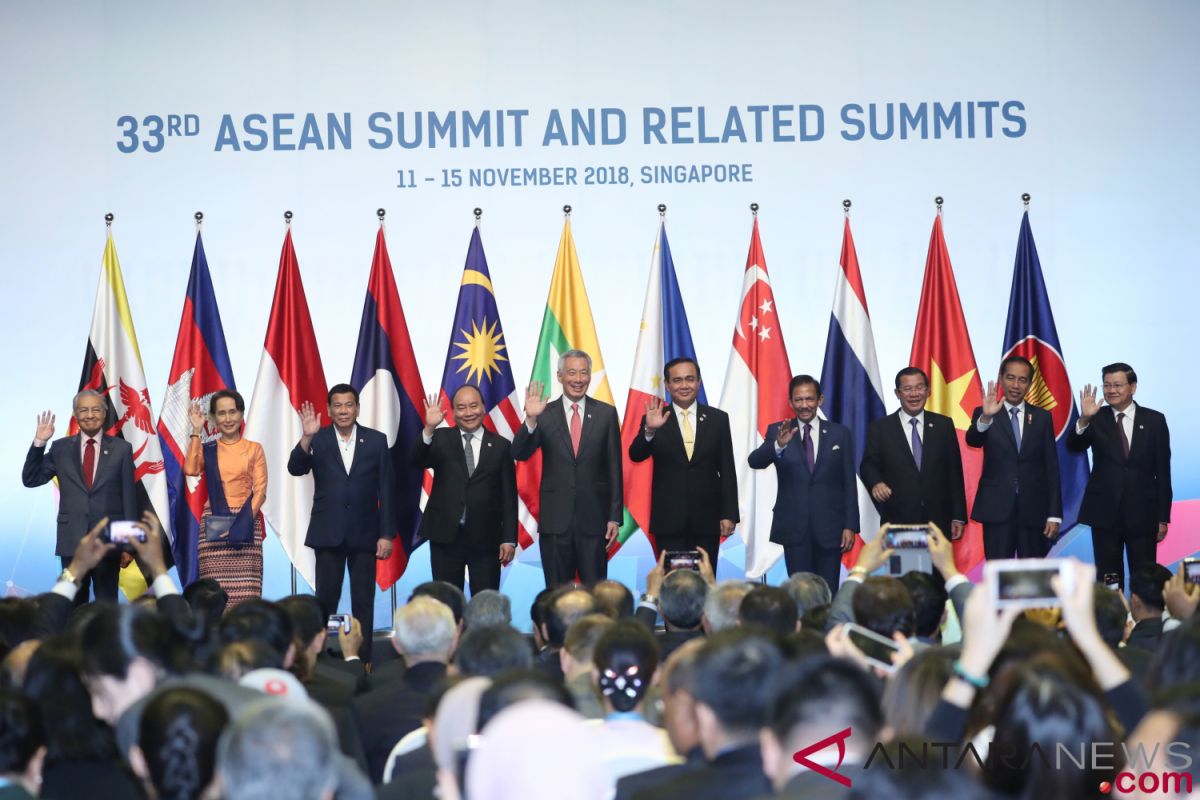 33RD ASEAN SUMMIT AND RELATED SUMMITS
11 - 15 NOVEMBER 2018, SINGAPORE
ANTARANEWS
.com